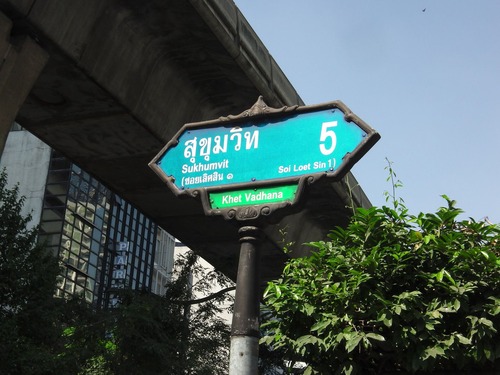 สุขุมวิท 5
Sukhumvit
(ซอยเลิศสิน ๑ Soi Loet Sin 1)
Khet Vadhana
PAR